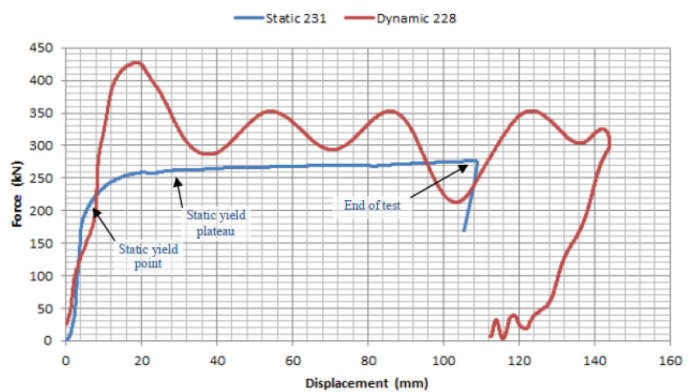 Static 231 Dynamic 228
450
400
350
300
250
200
150
100
50
0
Force (kN)
Static yield
point
Static yield
plateau
End of test
0 20 40 60 80 100 120 140 160
Displacement (mm)